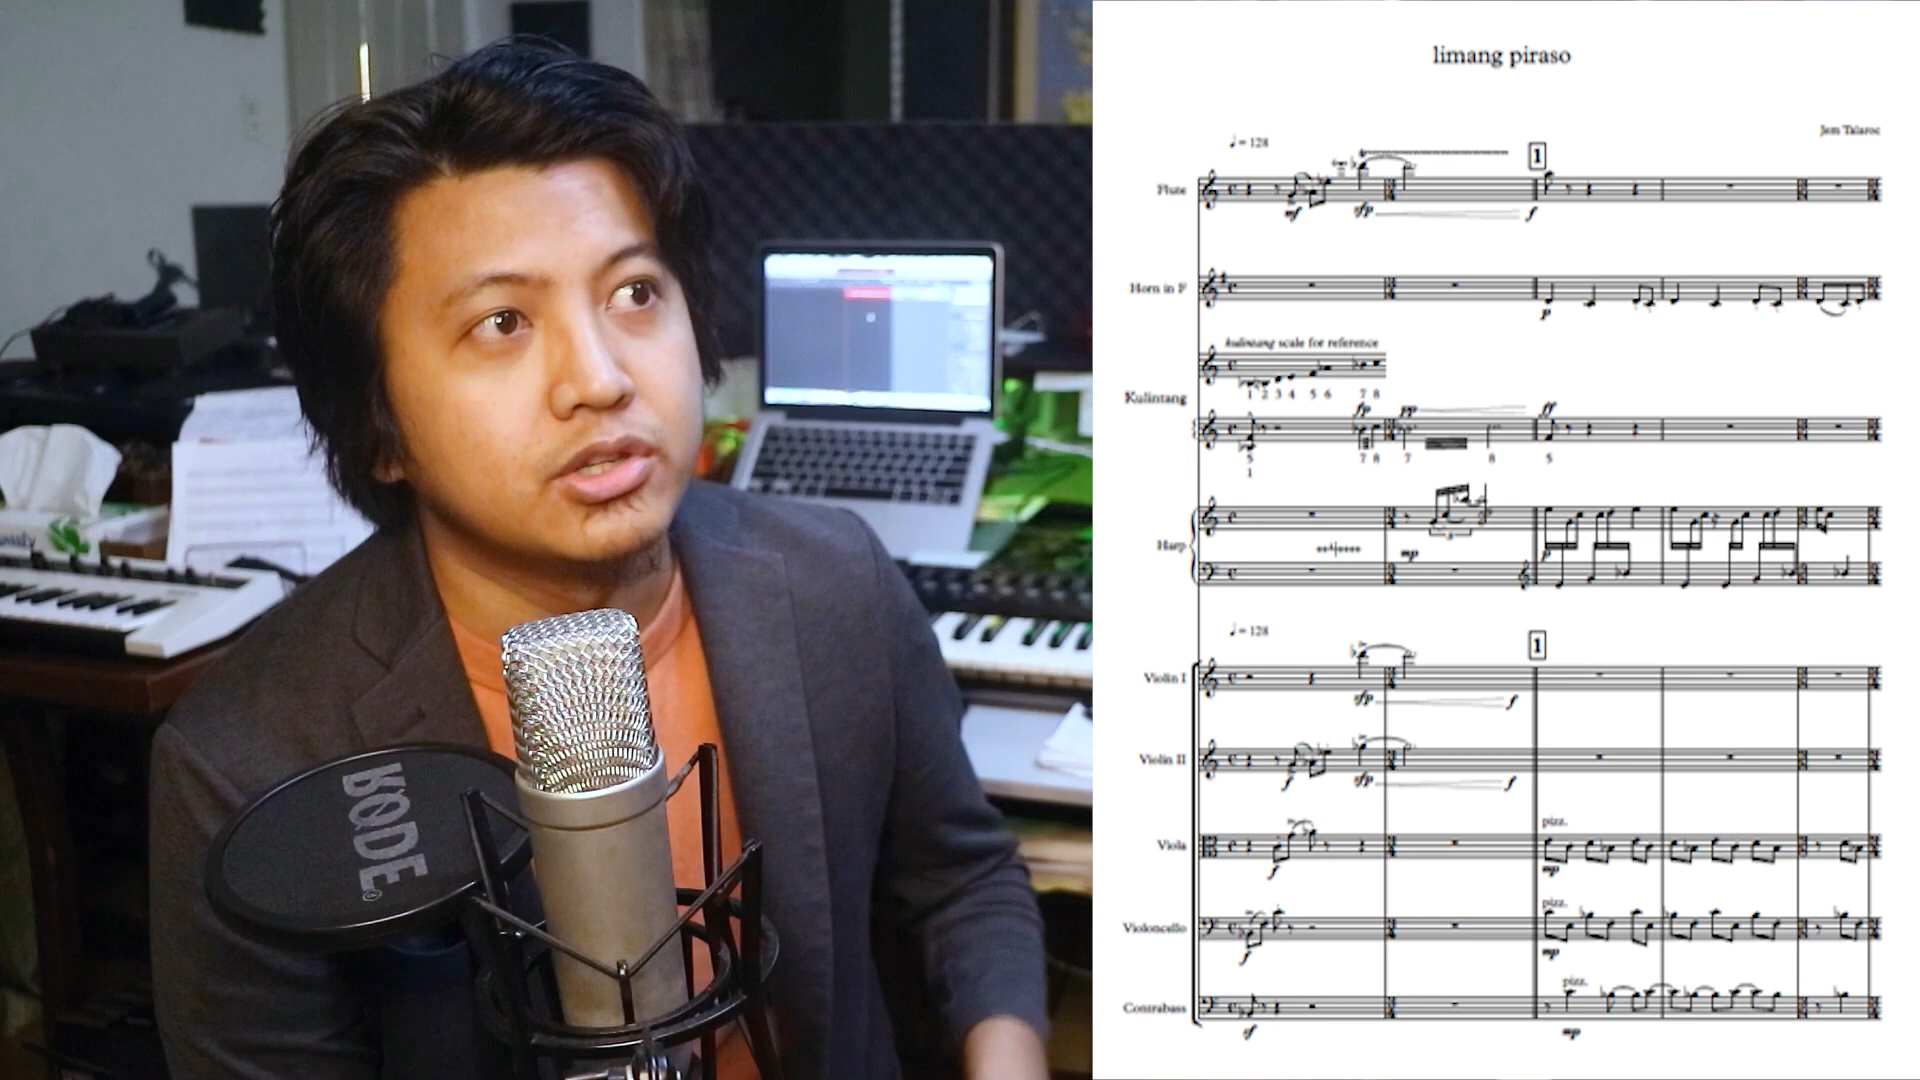 KODE
limang piraso
Jem Talaroc
♩= 128
1
Flute
mf
sfp
f
Horn in F
p
kulintang scale for reference
1 2 3 4 5 6 7 8
Kulintang
fp
pp
ff
5
7 8
7
8
5
1
Harp
mp
p
♩= 128
1
Violin I
sfp
f
Violin II
f
sfp
f
pizz.
Viola
f
mp
pizz.
Violoncello
f
mp
pizz.
Contrabass
sf
mp